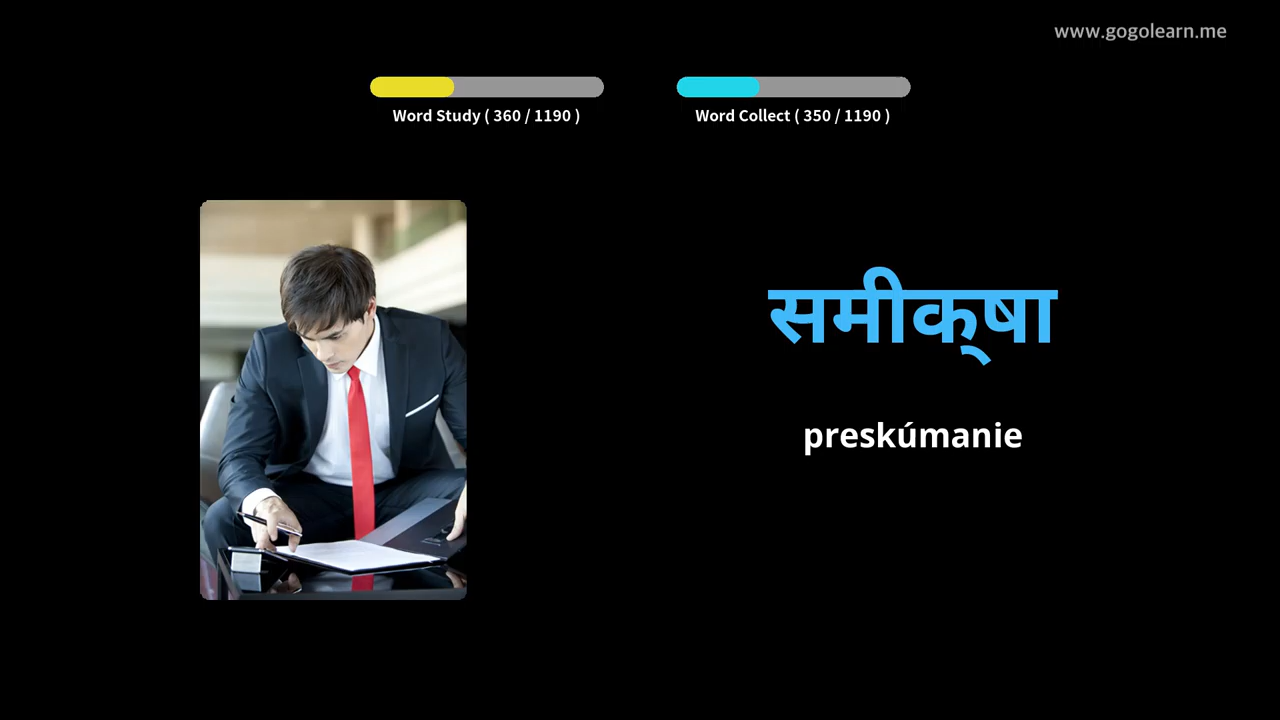 www.gogolearn.me
Word Study ( 360 / 1190 )
Word Collect ( 350 / 1190 )
समीक्षा
preskúmanie